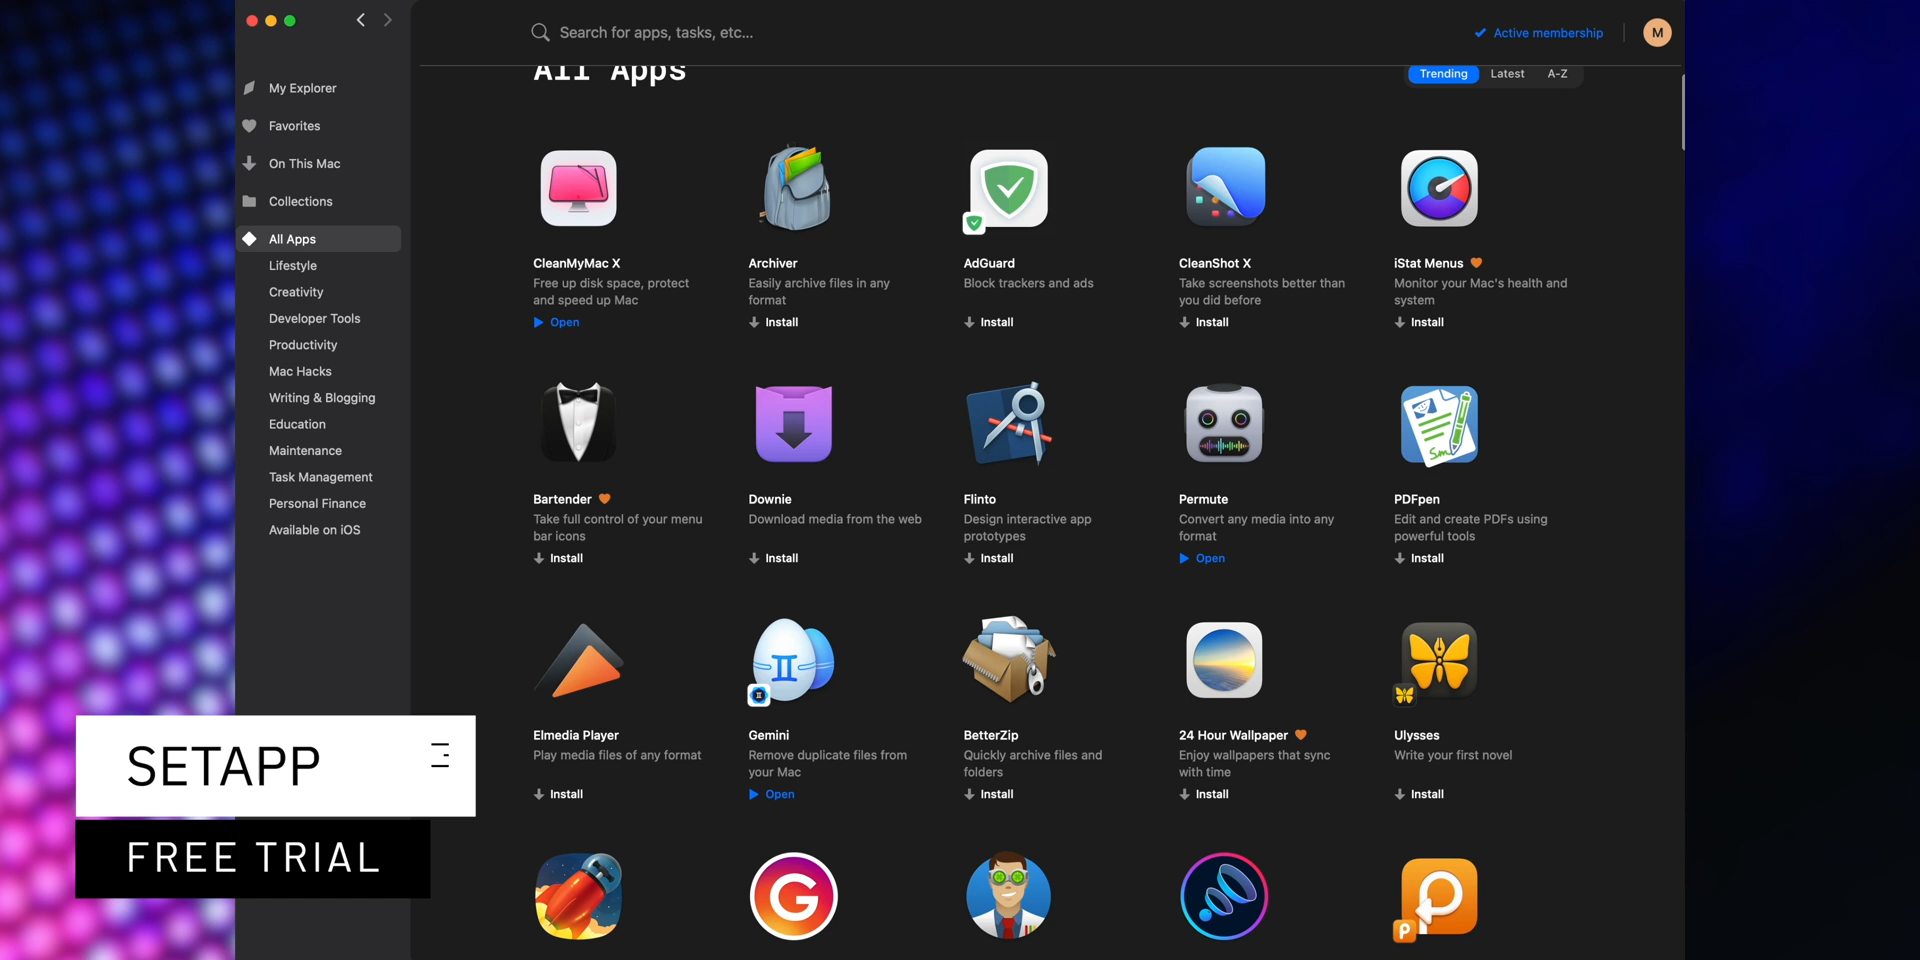 Search for apps, tasks, etc...
Active membership
M
All Apps
Trending
Latest
A-Z
My Explorer
Favorites
On This Mac
Collections
All Apps
Lifestyle
Creativity
Developer Tools
Productivity
Mac Hacks
Writing & Blogging
Education
Maintenance
Task Management
Personal Finance
Available on iOS
CleanMyMac X
Free up disk space, protect
and speed up Mac
Open
Archiver
Easily archive files in any
format
Install
AdGuard
Block trackers and ads
Install
CleanShot X
Take screenshots better than
you did before
Install
iStat Menus
Monitor your Mac's health and
system
Install
Bartender
Take full control of your menu
bar icons
Install
Downie
Download media from the web
Install
Flinto
Design interactive app
prototypes
Install
Permute
Convert any media into any
format
Open
PDFpen
Edit and create PDFs using
powerful tools
Install
Elmedia Player
Play media files of any format
Install
Gemini
Remove duplicate files from
your Mac
Open
BetterZip
Quickly archive files and
folders
Install
24 Hour Wallpaper
Enjoy wallpapers that sync
with time
Install
Ulysses
Write your first novel
Install
G
P
P
SETAPP
FREE TRIAL